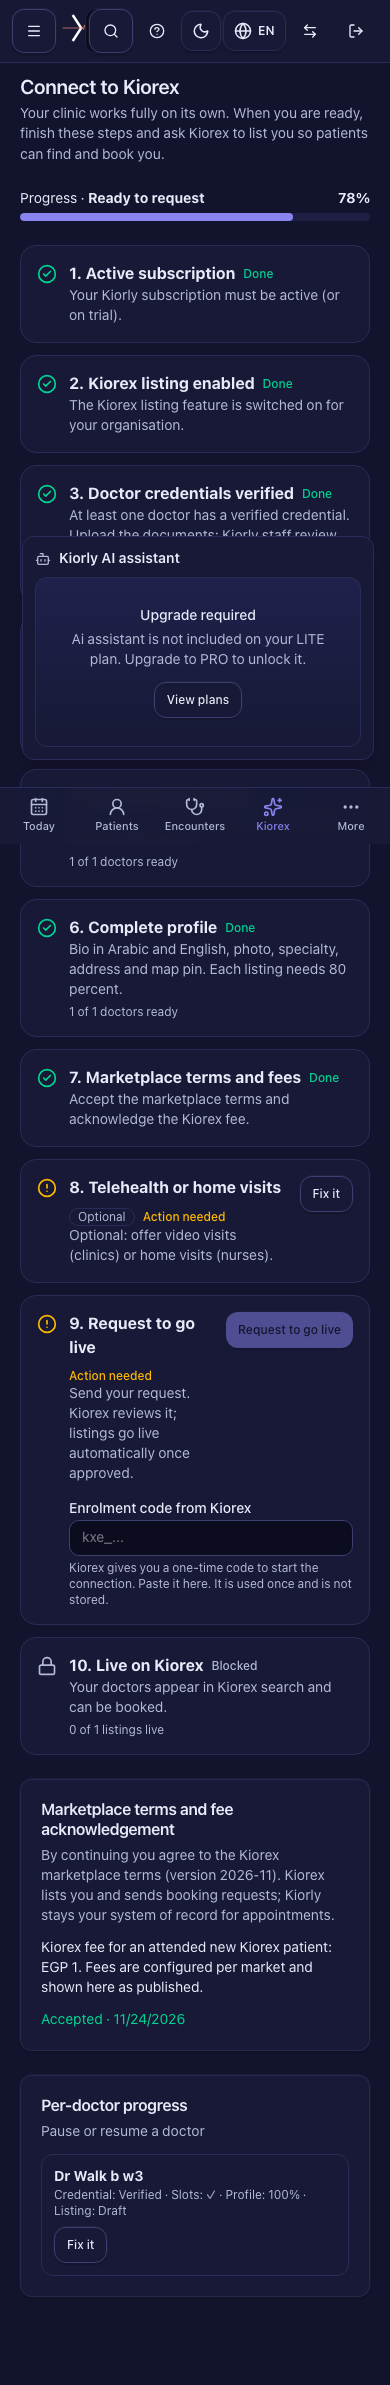 EN
Connect to Kiorex
Your clinic works fully on its own. When you are ready,
finish these steps and ask Kiorex to list you so patients
can find and book you.
Progress · Ready to request 78%
1. Active subscription Done
Your Kiorly subscription must be active (or
on trial).
2. Kiorex listing enabled Done
The Kiorex listing feature is switched on for
your organisation.
3. Doctor credentials verified Done
At least one doctor has a verified credential.
Upload the documents; Kiorly staff review
Kiorly AI assistant
Upgrade required
Ai assistant is not included on your LITE
plan. Upgrade to PRO to unlock it.
View plans
Today
Patients
Encounters
Kiorex
More
1 of 1 doctors ready
6. Complete profile Done
Bio in Arabic and English, photo, specialty,
address and map pin. Each listing needs 80
percent.
1 of 1 doctors ready
7. Marketplace terms and fees Done
Accept the marketplace terms and
acknowledge the Kiorex fee.
8. Telehealth or home visits
Fix it
Optional Action needed
Optional: offer video visits
(clinics) or home visits (nurses).
9. Request to go
live
Request to go live
Action needed
Send your request.
Kiorex reviews it;
listings go live
automatically once
approved.
Enrolment code from Kiorex
kxe_...
Kiorex gives you a one-time code to start the
connection. Paste it here. It is used once and is not
stored.
10. Live on Kiorex Blocked
Your doctors appear in Kiorex search and
can be booked.
0 of 1 listings live
Marketplace terms and fee
acknowledgement
By continuing you agree to the Kiorex
marketplace terms (version 2026-11). Kiorex
lists you and sends booking requests; Kiorly
stays your system of record for appointments.
Kiorex fee for an attended new Kiorex patient:
EGP 1. Fees are configured per market and
shown here as published.
Accepted · 11/24/2026
Per-doctor progress
Pause or resume a doctor
Dr Walk b w3
Credential: Verified · Slots: ✓ · Profile: 100% ·
Listing: Draft
Fix it